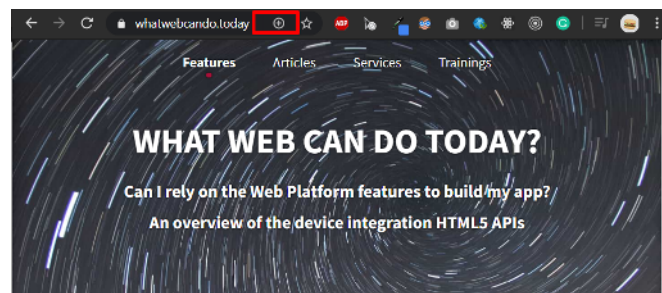 whatwebcando.today
ABP
Features Articles Services Trainings
WHAT WEB CAN DO TODAY?
Can I rely on the Web Platform features to build my app?
An overview of the device integration HTML5 APIs